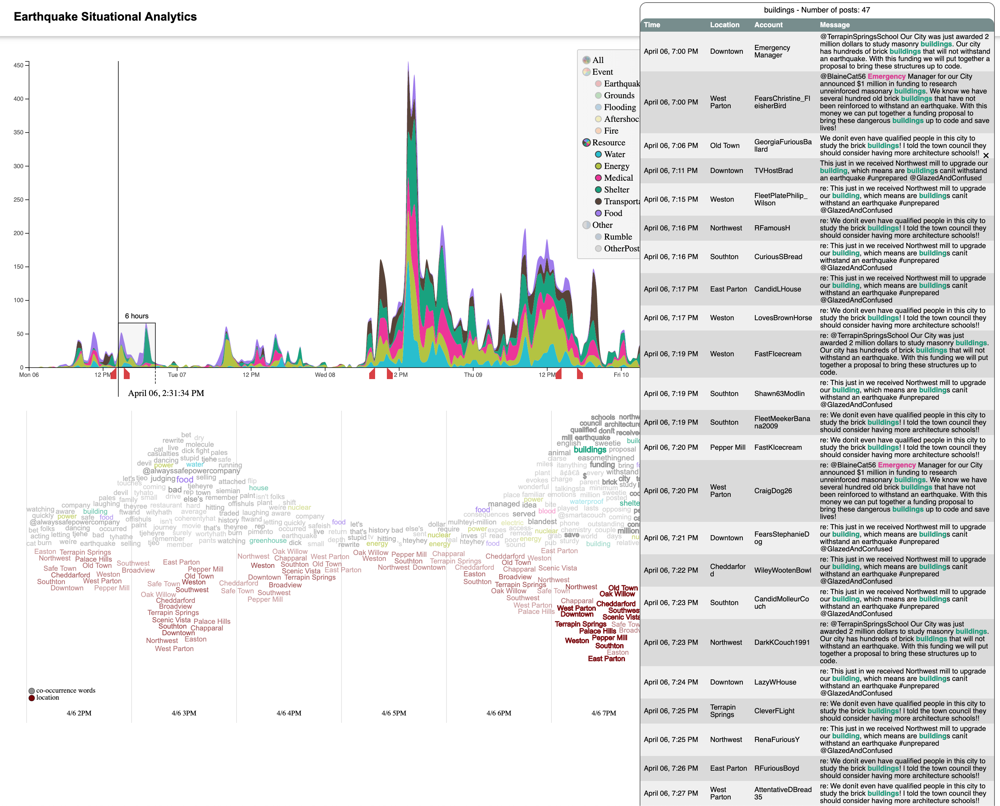 Earthquake Situational Analytics
450
400
350
300
250
200
150
100
50
0
Mon 06
12 PM
Tue 07
12 PM
Wed 08
2 PM
Thu 09
12 PM
Fri 10
6 hours
April 06, 2:31:34 PM
All
Event
Earthquak
Grounds
Flooding
Aftershoc
Fire
Resource
Water
Energy
Medical
Shelter
Transporta
Food
Other
Rumble
OtherPost
bet
rewrite
dry
molecule
cat live
casualties
dick fight pales
dancing stupid tjehe safe
devil power water running
@alwayssafepowercompany
let's tjeo judging food selling
touches
attached flip
coming bad tjeheyre
rep town siemian house
devil tyhato
pales family small drive else's remember paint isn't folks
company laughing theyree restaurant hard hitting offishuls plant shift
watching aware building ftwand wityhath average traded laughing aware weíre nuclear
quickly power safe food offishuls isn't coherentyhat history ftwand letting quickly company
@alwayssafepowercompany
bet folks dancing occurred paint journey movie that's theyree rep occurred safeish food let's
acting letting tjehe bad tyhathe tjeheyre surely wortyhath burn pimento earthquake live return that's history bad else's
cat burn weíre earthquake selling tjeo remember member pants watching greenhouse dick small depth rewrite stupid tv hitting energy 's hteyhey
schools northw
council architecture
qualified donít received
mill earthquake
english sweetie build
animal buildings proposal
clarse easomethingned
miles itanything funding bring fo
plant ã¢â€â every withstand
evokes charge $ parent brick city to
wonderful talkingsta minimum study
place familiar emotions million sweetie coo
power posted
managed idea bite waterproof shelte
food blood played lasts opposing pe
consequences served @smartacouch coming ca
dollar mulhteyi-million electric blandest phone outstanding con
require power expes access- nuclear chemistry couple million
sent nuclear inves gt read remote grab save world days nu
energy real hteyhey food poor energy sound pub sturdy building relative
Easton Terrapin Springs
Northwest Palace Hills
Safe Town Old Town Southwest
Cheddarford Weston Broadview
Southton West Parton
Downtown Pepper Mill
East Parton
Pepper Mill
Old Town
Safe Town Weston
Southwest
Oak Willow
Cheddarford
Broadview
Terrapin Springs
Scenic Vista Palace Hills
Southton Chapparal
Downtown
Northwest Easton
West Parton
Oak Willow
Northwest Chapparal West Parton
Weston Southton Old Town
Scenic Vista East Parton
Downtown Terrapin Springs
Cheddarford Broadview
Safe Town Southwest
Pepper Mill
Oak Willow Pepper Mill Chapparal
Weston Southton Terrapin Springs
Northwest Downtown
East Parton
Cheddarford Weston
Old Town
Cheddarford Chapparal Scenic Vista
Easton Broadview
Southton Northwest
Terrapin Springs
Oak Willow Safe Town
Southwest
West Parton
Palace Hills
Northwest Old Town
Oak Willow
Chapparal Cheddarford
West Parton Southwest
Downtown Scenic Vista
Terrapin Springs Safe Tow
Palace Hills Broadv
Weston Pepper Mill
Southton
Easton
East Parton
co-occurrence words
location
4/6 2PM
4/6 3PM
4/6 4PM
4/6 5PM
4/6 6PM
4/6 7PM
buildings - Number of posts: 47
Time Location Account Message
April 06, 7:00 PM Downtown Emergency Manager
@TerrapinSpringsSchool Our City was just awarded 2
million dollars to study masonry buildings. Our city
has hundreds of brick buildings that will not withstand
an earthquake. With this funding we will put together a
proposal to bring these structures up to code.
April 06, 7:00 PM West Parton FearsChristine_FleisherBird
@BlaineCat56 Emergency Manager for our City
announced $1 million in funding to research
unreinforced masonary buildings. We know we have
several hundred old brick buildings that have not
been reinforced to withstand an earthquake. With this
money we can put together a funding proposal to
bring these dangerous buildings up to code and save
lives!
April 06, 7:06 PM Old Town GeorgiaFuriousBallard
We donít even have qualified people in this city to
study the brick buildings! I told the town council they
should consider having more architecture schools!!
April 06, 7:11 PM Downtown TVHostBrad
This just in we received Northwest mill to upgrade our
building, which means are buildings canít withstand
an earthquake #unprepared @GlazedAndConfused
April 06, 7:15 PM Weston FleetPlatePhilip_Wilson
re: This just in we received Northwest mill to upgrade
our building, which means are buildings canít
withstand an earthquake #unprepared
@GlazedAndConfused
April 06, 7:16 PM Northwest RFamousH
re: We donít even have qualified people in this city to
study the brick buildings! I told the town council they
should consider having more architecture schools!!
April 06, 7:16 PM Southton CuriousSBread
re: This just in we received Northwest mill to upgrade
our building, which means are buildings canít
withstand an earthquake #unprepared
@GlazedAndConfused
April 06, 7:17 PM East Parton CandidLHouse
re: This just in we received Northwest mill to upgrade
our building, which means are buildings canít
withstand an earthquake #unprepared
@GlazedAndConfused
April 06, 7:17 PM Weston LovesBrownHorse
re: We donít even have qualified people in this city to
study the brick buildings! I told the town council they
should consider having more architecture schools!!
April 06, 7:19 PM Weston FastFIcecream
re: @TerrapinSpringsSchool Our City was just
awarded 2 million dollars to study masonry buildings.
Our city has hundreds of brick buildings that will not
withstand an earthquake. With this funding we will put
together a proposal to bring these structures up to
code.
April 06, 7:19 PM Southton Shawn63Modlin
re: This just in we received Northwest mill to upgrade
our building, which means are buildings canít
withstand an earthquake #unprepared
@GlazedAndConfused
April 06, 7:19 PM Southton FleetMeekerBanana2009
re: We donít even have qualified people in this city to
study the brick buildings! I told the town council they
should consider having more architecture schools!!
April 06, 7:20 PM Pepper Mill FastKIcecream
re: We donít even have qualified people in this city to
study the brick buildings! I told the town council they
should consider having more architecture schools!!
April 06, 7:20 PM West Parton CraigDog26
re: @BlaineCat56 Emergency Manager for our City
announced $1 million in funding to research
unreinforced masonary buildings. We know we have
several hundred old brick buildings that have not
been reinforced to withstand an earthquake. With this
money we can put together a funding proposal to
bring these dangerous buildings up to code and save
lives!
April 06, 7:21 PM Downtown FearsStephanieDog
re: This just in we received Northwest mill to upgrade
our building, which means are buildings canít
withstand an earthquake #unprepared
@GlazedAndConfused
April 06, 7:22 PM Cheddarford WileyWootenBowl
re: This just in we received Northwest mill to upgrade
our building, which means are buildings canít
withstand an earthquake #unprepared
@GlazedAndConfused
April 06, 7:23 PM Southton CandidMolleurCouch
re: This just in we received Northwest mill to upgrade
our building, which means are buildings canít
withstand an earthquake #unprepared
@GlazedAndConfused
April 06, 7:23 PM Northwest DarkKCouch1991
re: @TerrapinSpringsSchool Our City was just
awarded 2 million dollars to study masonry buildings.
Our city has hundreds of brick buildings that will not
withstand an earthquake. With this funding we will put
together a proposal to bring these structures up to
code.
April 06, 7:24 PM Downtown LazyWHouse
re: This just in we received Northwest mill to upgrade
our building, which means are buildings canít
withstand an earthquake #unprepared
@GlazedAndConfused
April 06, 7:25 PM Terrapin Springs CleverFLight
re: We donít even have qualified people in this city to
study the brick buildings! I told the town council they
should consider having more architecture schools!!
April 06, 7:25 PM Northwest RenaFuriousY
re: This just in we received Northwest mill to upgrade
our building, which means are buildings canít
withstand an earthquake #unprepared
@GlazedAndConfused
April 06, 7:26 PM East Parton RFuriousBoyd
re: We donít even have qualified people in this city to
study the brick buildings! I told the town council they
should consider having more architecture schools!!
April 06, 7:27 PM West Parton AttentativeDBread35
re: We donít even have qualified people in this city to
study the brick buildings! I told the town council they
should consider having more architecture schools!!